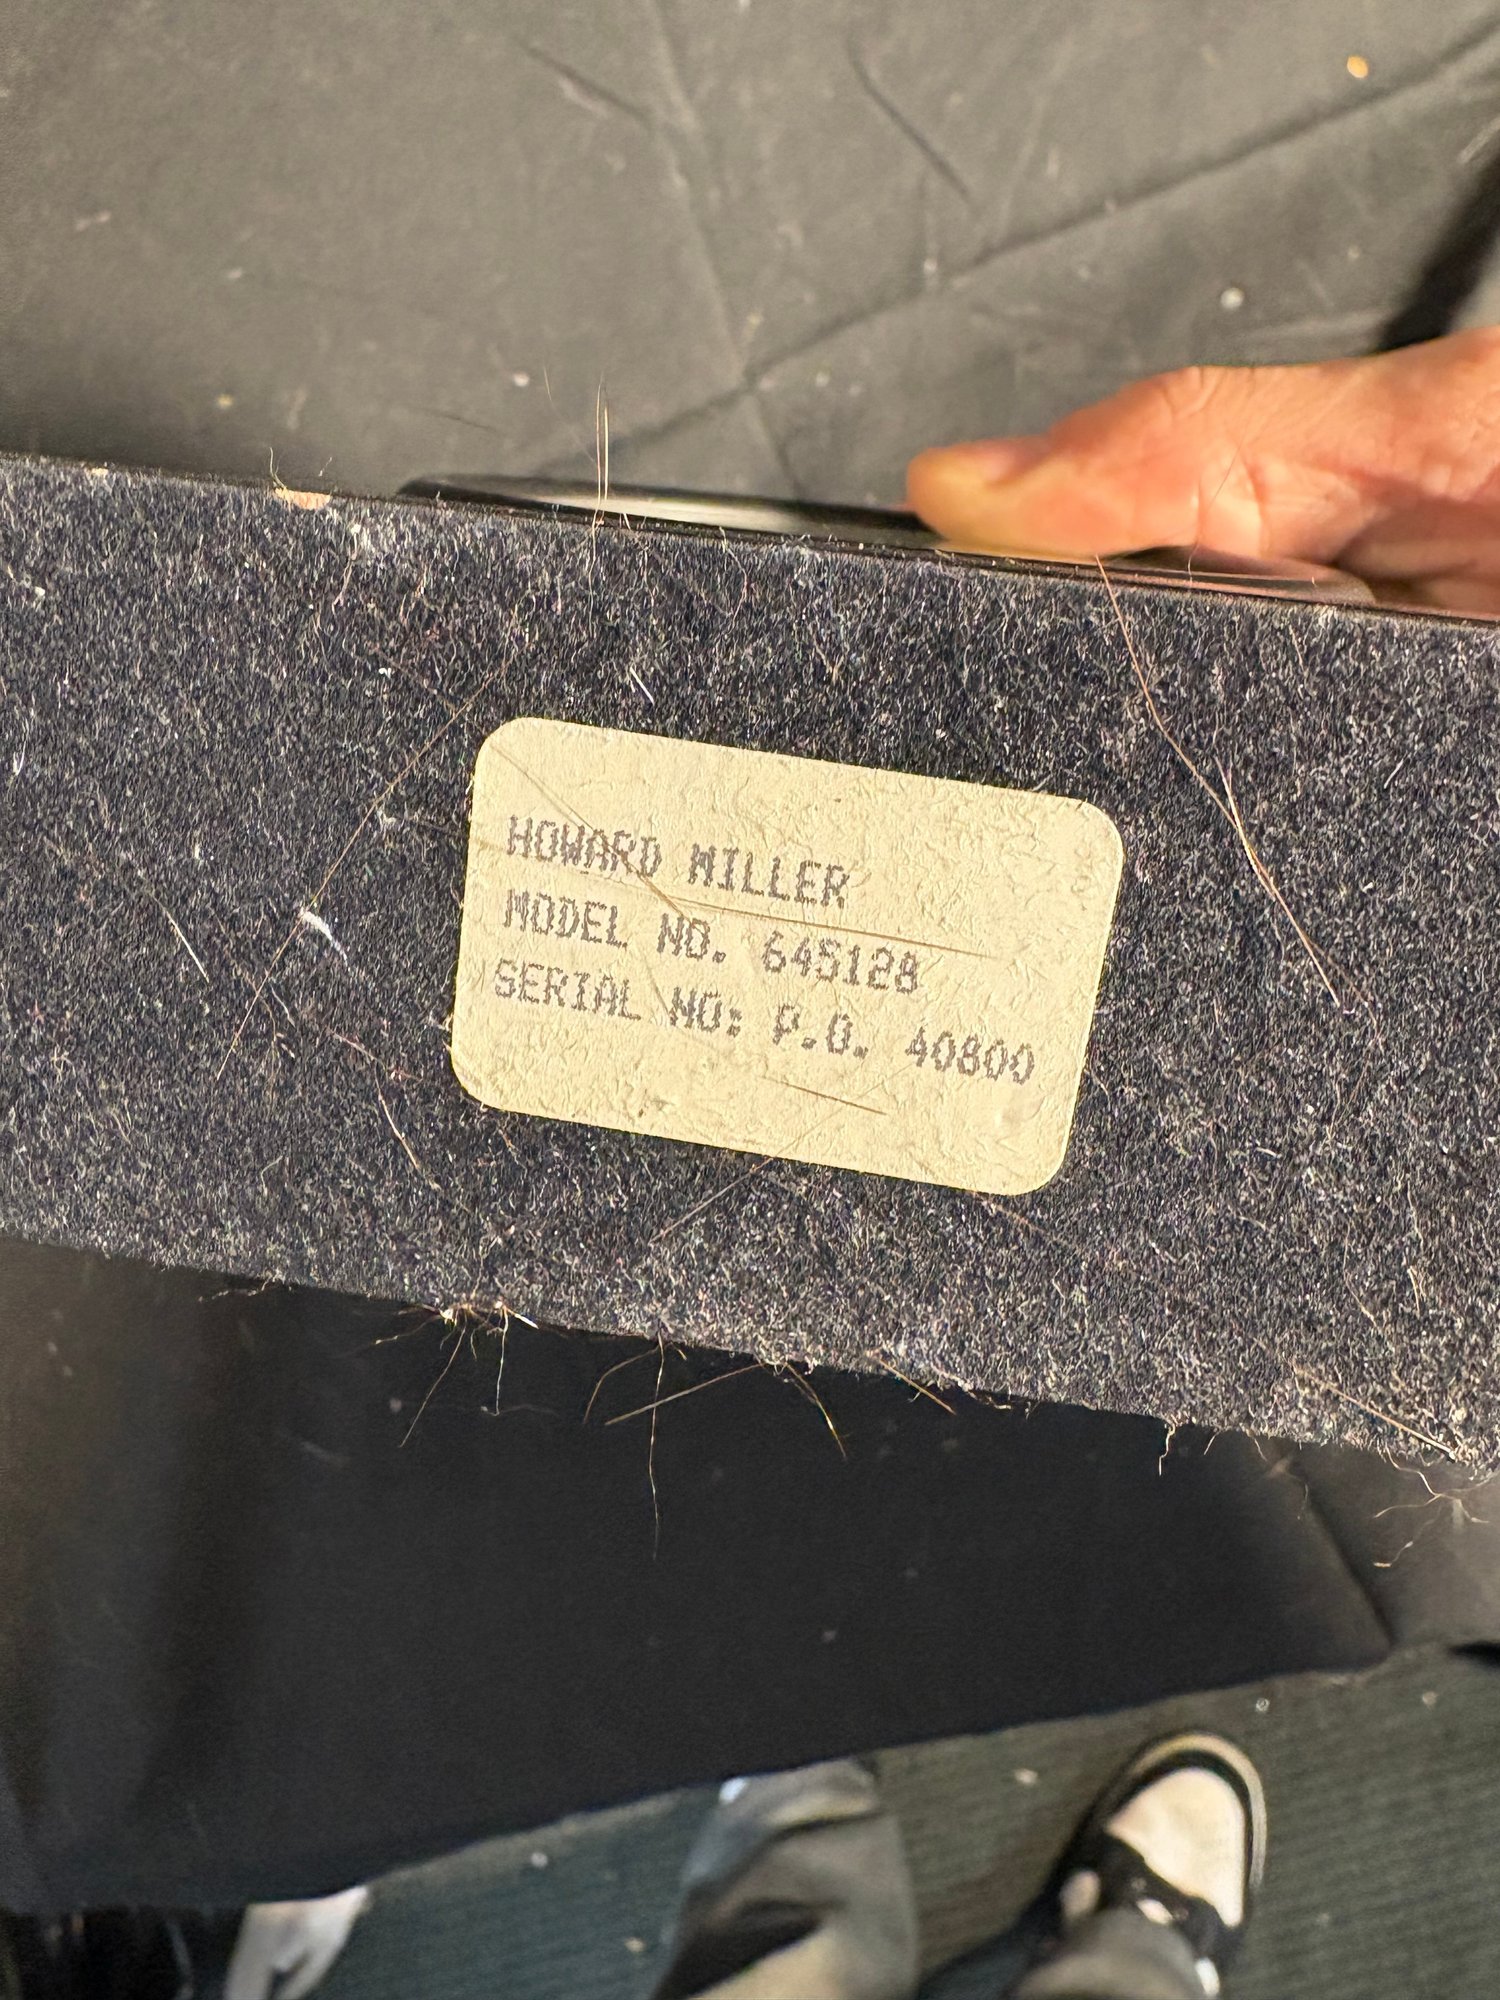 HOWARD MILLER
MODEL NO. 645128
SERIAL NO: P.O. 40800